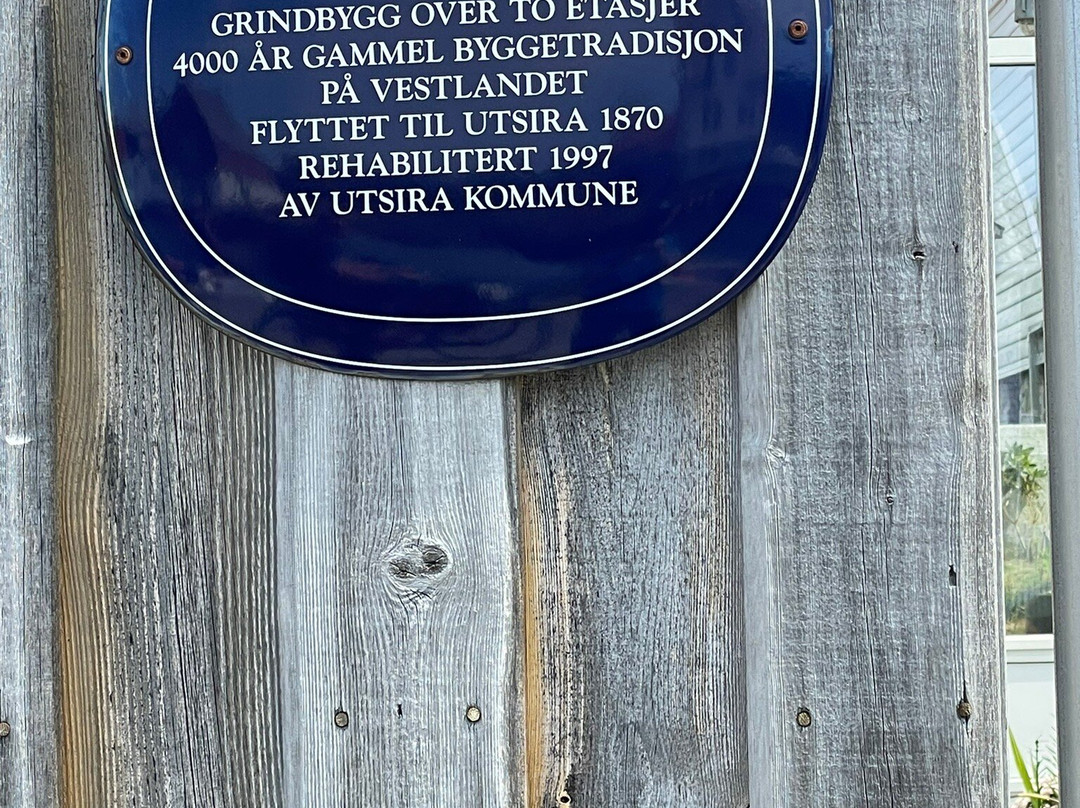 GRINDBYGG OVER TO ETASJER
4000 ÅR GAMMEL BYGGETRADISJON
PÅ VESTLANDET
FLYTTET TIL UTSIRA 1870
REHABILITERT 1997
AV UTSIRA KOMMUNE